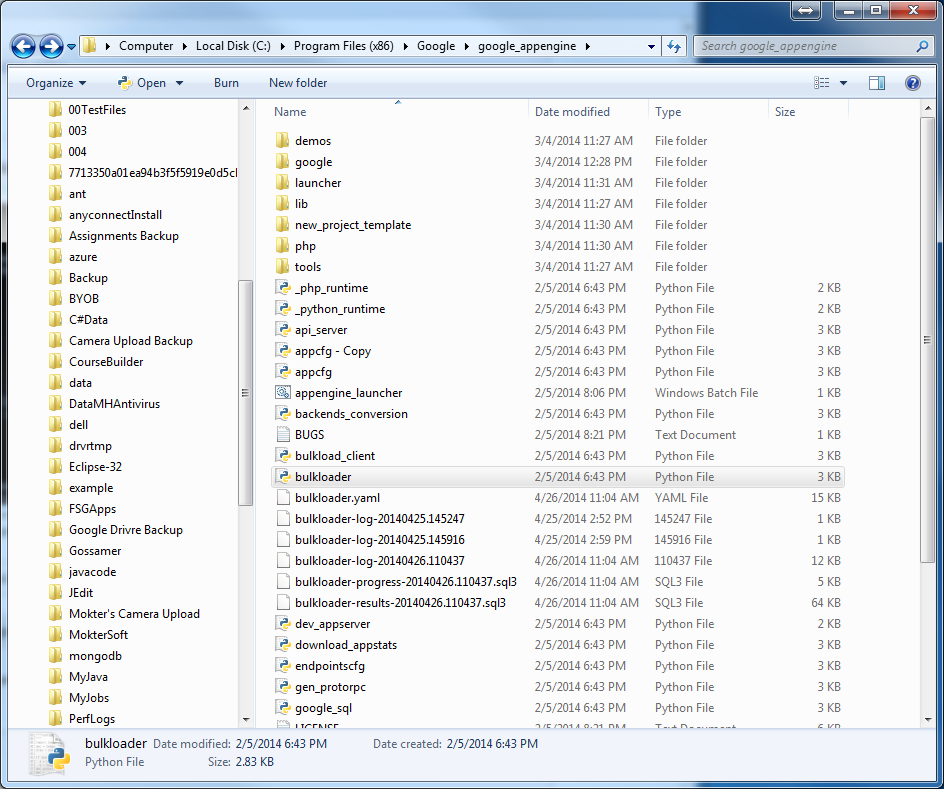 Computer Local Disk (C:) Program Files (x86) Google google_appengine Search google_appengine
Organize Open Burn New folder
00TestFiles
003
004
7713350a01ea94b3f5f5919e0d5c
ant
anyconnectInstall
Assignments Backup
azure
Backup
BYOB
C#Data
Camera Upload Backup
CourseBuilder
data
DataMHAntivirus
dell
drvrtmp
Eclipse-32
example
FSGApps
Google Drivre Backup
Gossamer
javacode
JEdit
Mokter's Camera Upload
MokterSoft
mongodb
MyJava
MyJobs
PerfLogs
Name Date modified Type Size
demos 3/4/2014 11:27 AM File folder
google 3/4/2014 12:28 PM File folder
launcher 3/4/2014 11:31 AM File folder
lib 3/4/2014 11:27 AM File folder
new_project_template 3/4/2014 11:30 AM File folder
php 3/4/2014 11:30 AM File folder
tools 3/4/2014 11:27 AM File folder
_php_runtime 2/5/2014 6:43 PM Python File 2 KB
_python_runtime 2/5/2014 6:43 PM Python File 2 KB
api_server 2/5/2014 6:43 PM Python File 3 KB
appcfg - Copy 2/5/2014 6:43 PM Python File 3 KB
appcfg 2/5/2014 6:43 PM Python File 3 KB
appengine_launcher 2/5/2014 8:06 PM Windows Batch File 1 KB
backends_conversion 2/5/2014 6:43 PM Python File 3 KB
BUGS 2/5/2014 8:21 PM Text Document 1 KB
bulkload_client 2/5/2014 6:43 PM Python File 3 KB
bulkloader 2/5/2014 6:43 PM Python File 3 KB
bulkloader.yaml 4/26/2014 11:04 AM YAML File 15 KB
bulkloader-log-20140425.145247 4/25/2014 2:52 PM 145247 File 1 KB
bulkloader-log-20140425.145916 4/25/2014 2:59 PM 145916 File 1 KB
bulkloader-log-20140426.110437 4/26/2014 11:04 AM 110437 File 12 KB
bulkloader-progress-20140426.110437.sql3 4/26/2014 11:04 AM SQL3 File 5 KB
bulkloader-results-20140426.110437.sql3 4/26/2014 11:04 AM SQL3 File 64 KB
dev_appserver 2/5/2014 6:43 PM Python File 2 KB
download_appstats 2/5/2014 6:43 PM Python File 3 KB
endpointscfg 2/5/2014 6:43 PM Python File 3 KB
gen_protorpc 2/5/2014 6:43 PM Python File 3 KB
google_sql 2/5/2014 6:43 PM Python File 3 KB
LICENSE 2/5/2014 8:21 PM Text Document 6 KB
bulkloader Date modified: 2/5/2014 6:43 PM Date created: 2/5/2014 6:43 PM
Python File Size: 2.83 KB